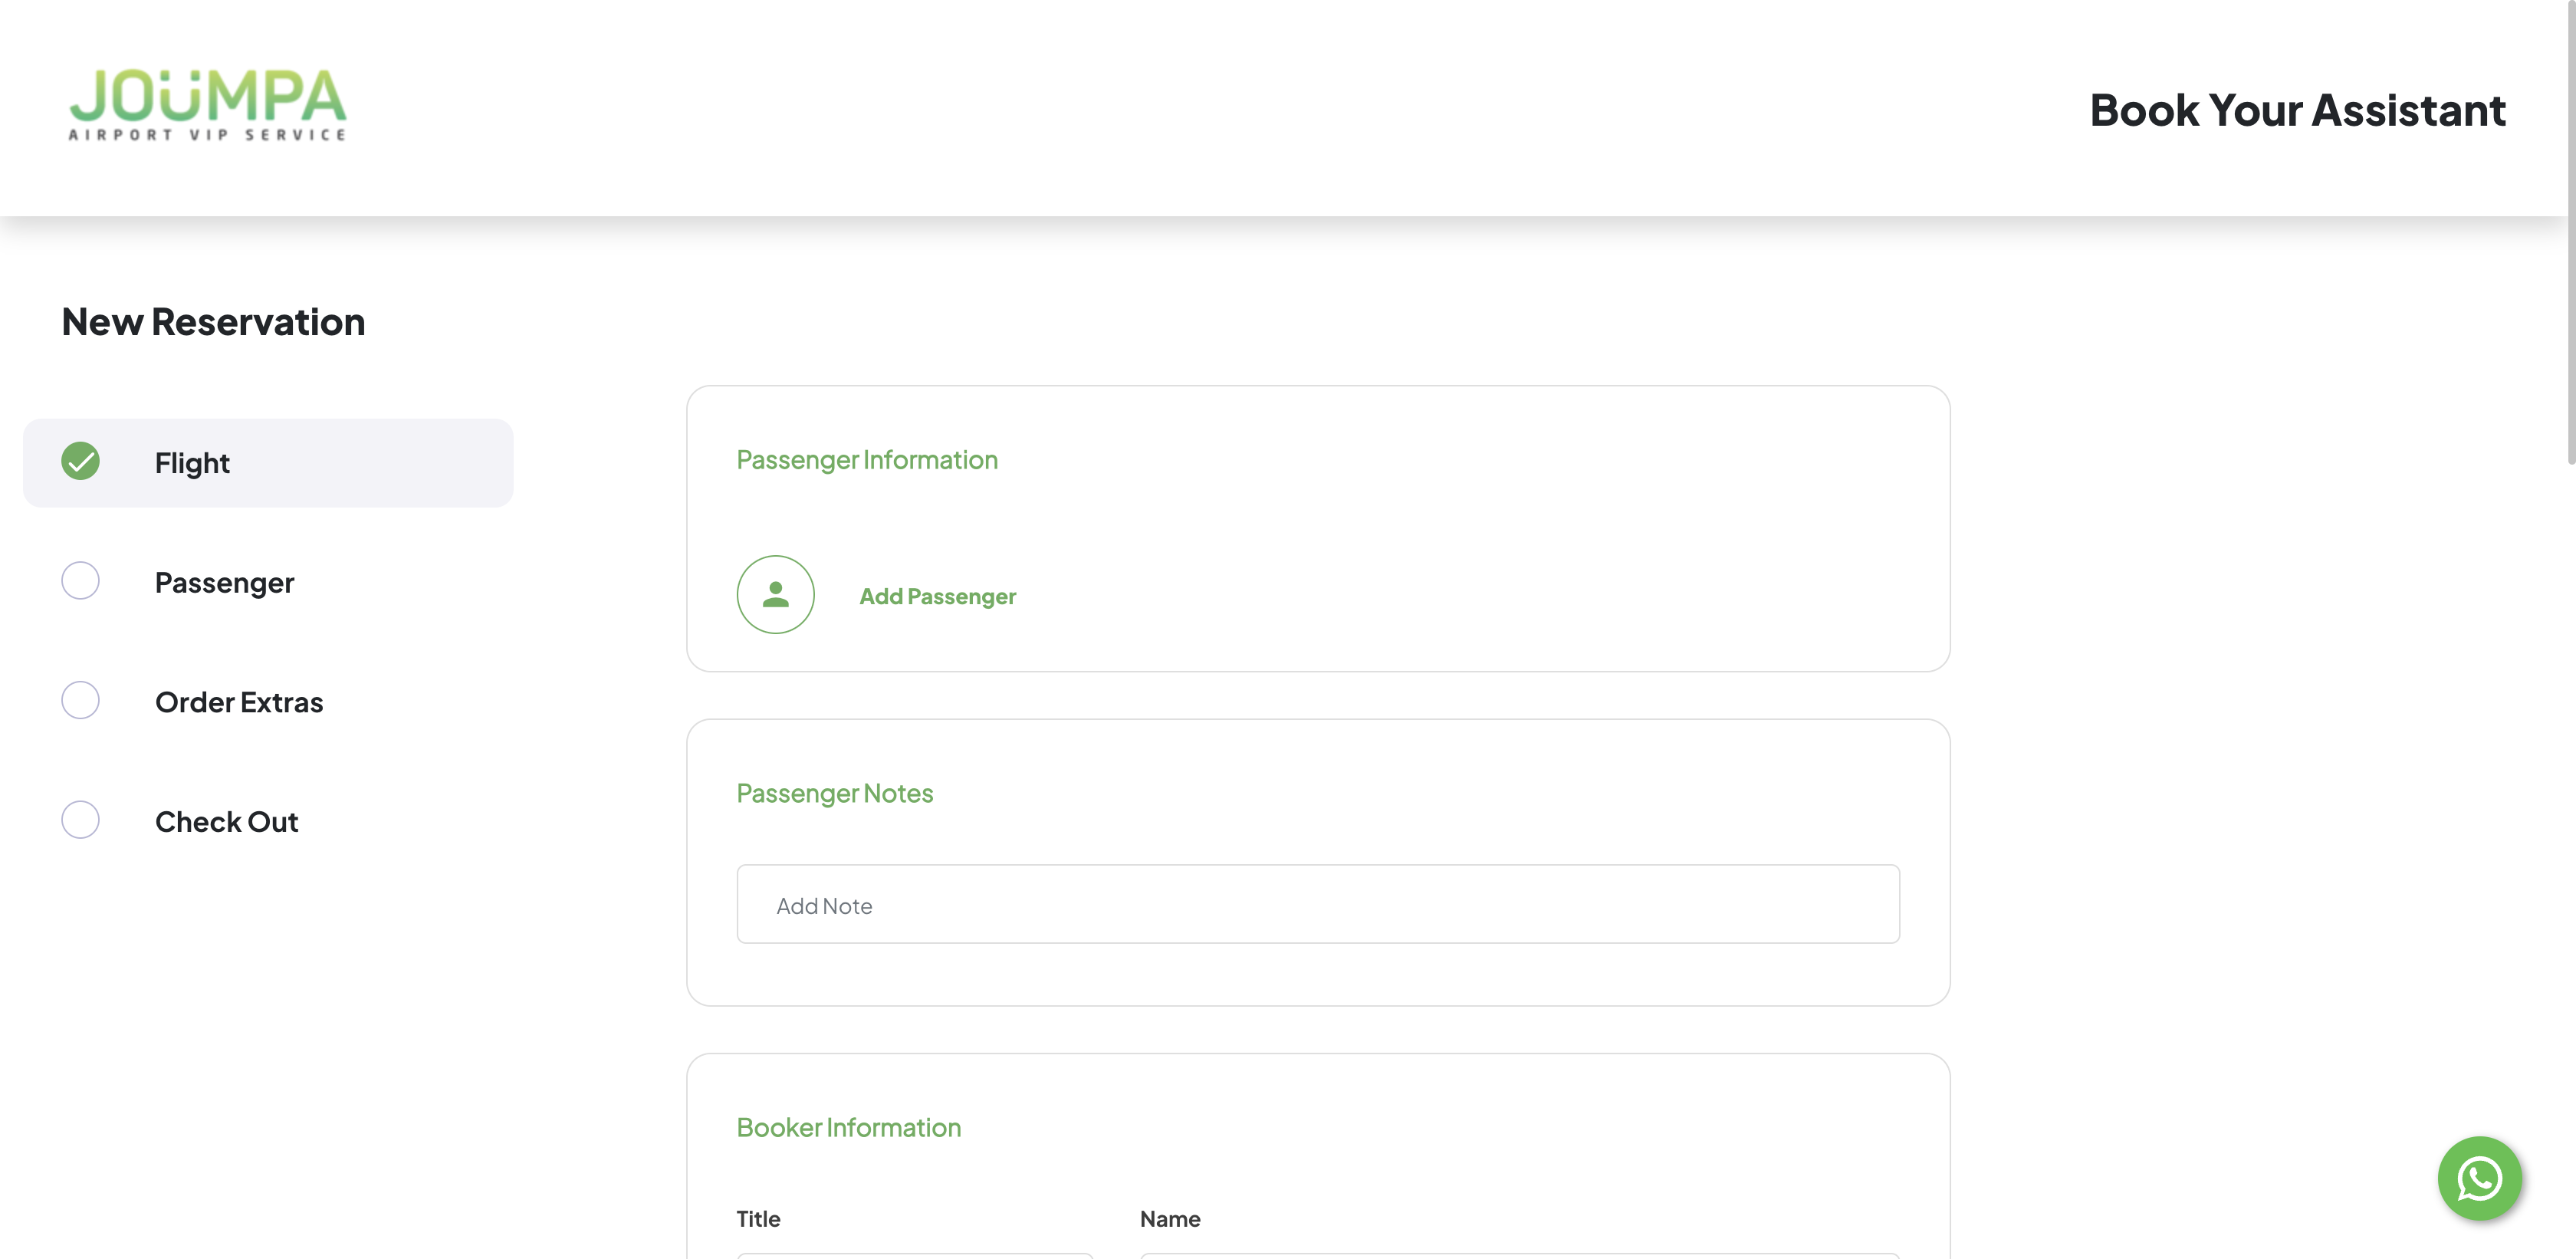 JOÜMPA
AIRPORT VIP SERVICE
Book Your Assistant
New Reservation
Flight
Passenger
Order Extras
Check Out
Passenger Information
Add Passenger
Passenger Notes
Add Note
Booker Information
Title
Name